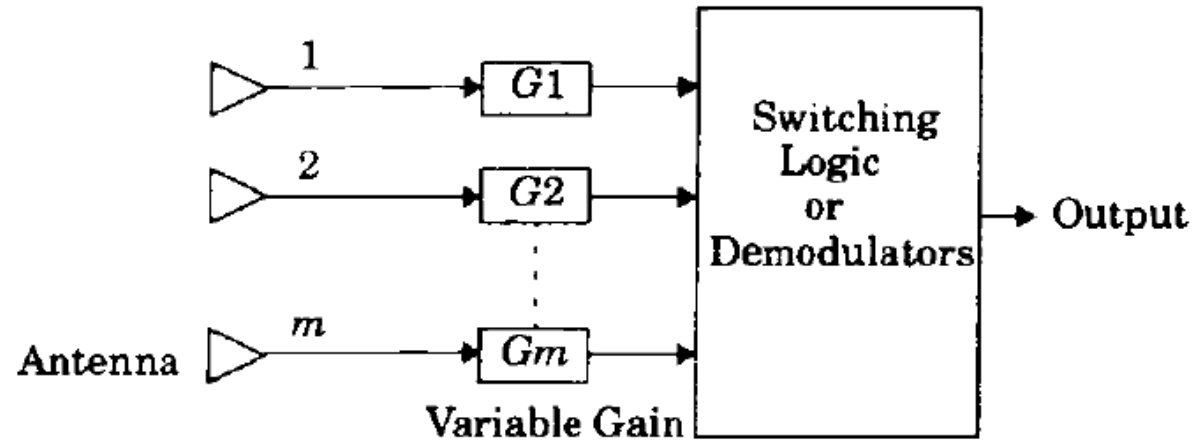 1
G1
2
G2
m
Gm
Antenna
Variable Gain
Switching
Logic
or
Demodulators
Output